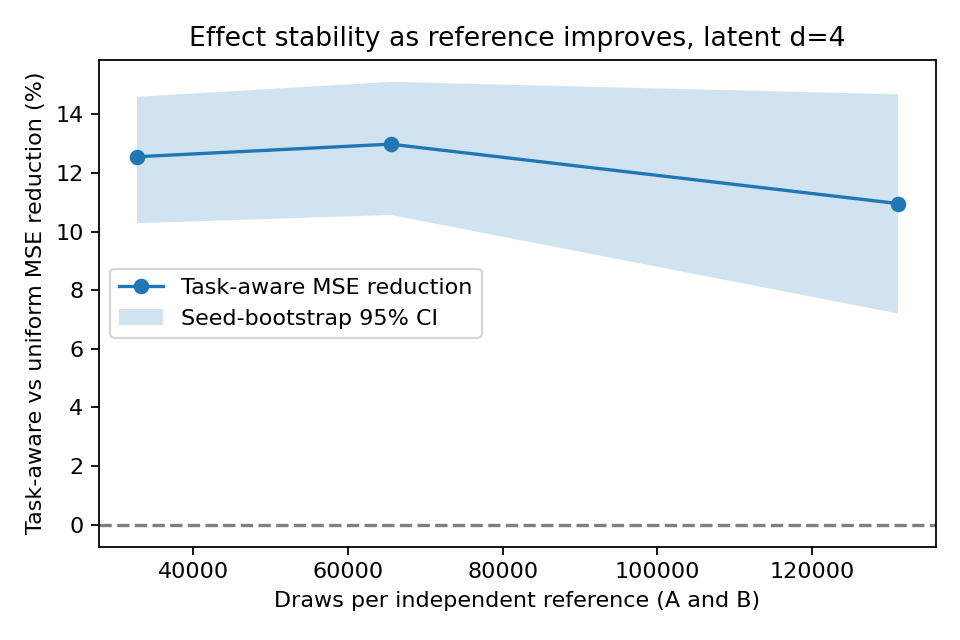 Effect stability as reference improves, latent d=4
Task-aware vs uniform MSE reduction (%)
14
12
10
8
6
4
2
0
Task-aware MSE reduction
Seed-bootstrap 95% CI
40000 60000 80000 100000 120000
Draws per independent reference (A and B)